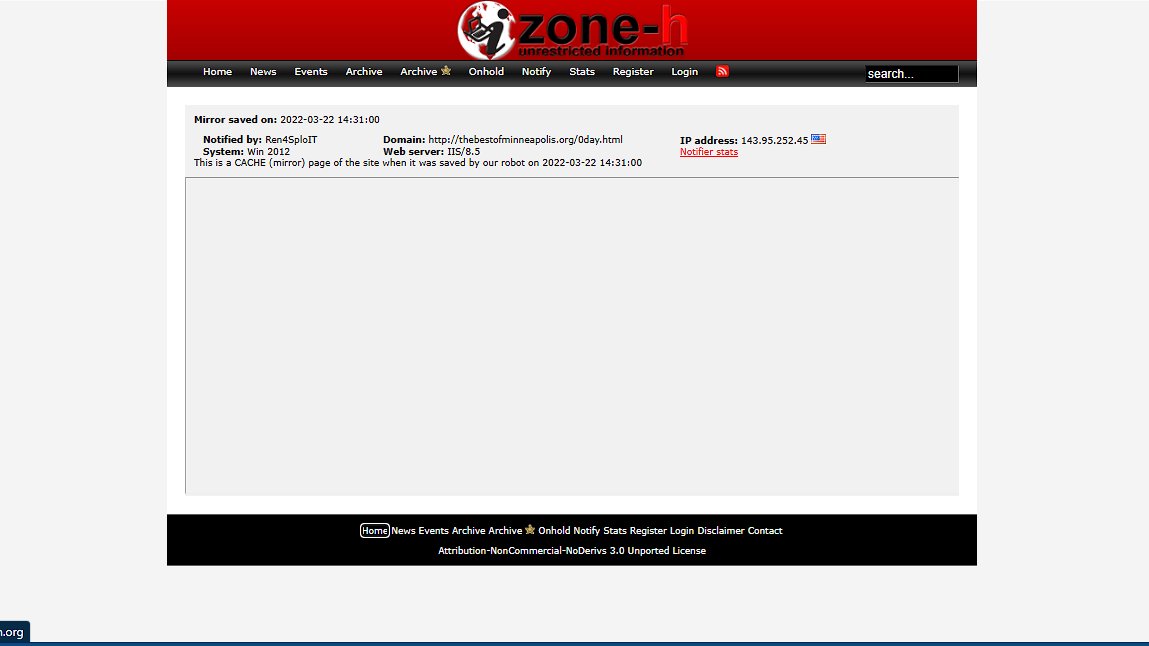 zone-h
unrestricted information
Home News Events Archive Archive Onhold Notify Stats Register Login search...
Mirror saved on: 2022-03-22 14:31:00
Notified by: Ren4SploIT Domain: http://thebestofminneapolis.org/0day.html IP address: 143.95.252.45
System: Win 2012 Web server: IIS/8.5 Notifier stats
This is a CACHE (mirror) page of the site when it was saved by our robot on 2022-03-22 14:31:00
Home News Events Archive Archive Onhold Notify Stats Register Login Disclaimer Contact
Attribution-NonCommercial-NoDerivs 3.0 Unported License
.org